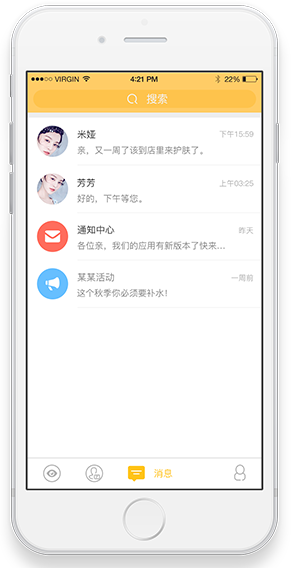 VIRGIN 4:21 PM 22%
搜索
米娅 下午15:59
亲，又一周了该到店里来护肤了。
芳芳 上午03:25
好的，下午等您。
通知中心 昨天
各位亲，我们的应用有新版本了快来…
某某活动 一周前
这个秋季你必须要补水！
消息